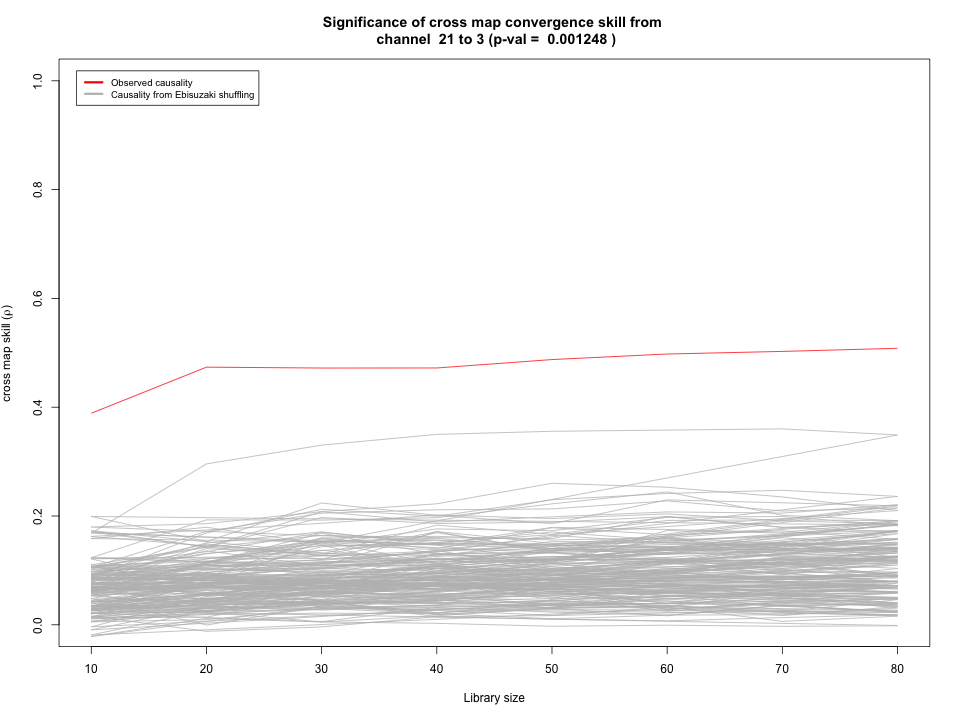 Significance of cross map convergence skill from
channel  21 to 3 (p-val =  0.001248 )
Observed causality
Causality from Ebisuzaki shuffling
cross map skill (ρ)
1.0
0.8
0.6
0.4
0.2
0.0
10 20 30 40 50 60 70 80
Library size